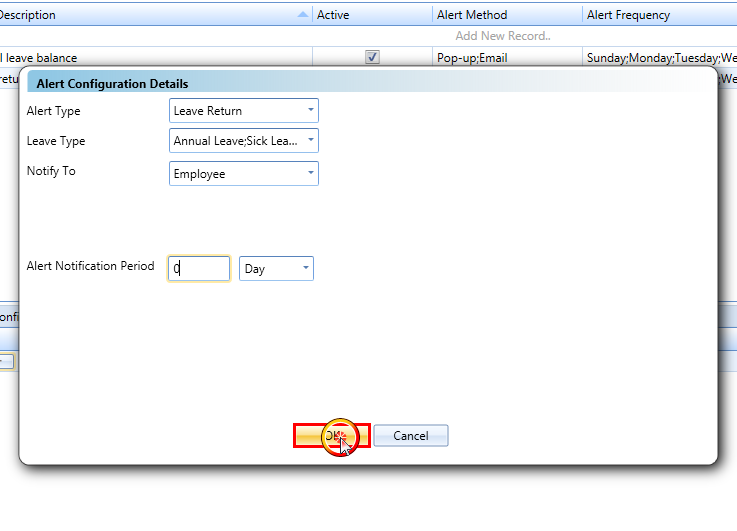 Description Active Alert Method Alert Frequency
Add New Record..
l leave balance Pop-up;Email Sunday;Monday;Tuesday;We
retu We
Alert Configuration Details
Alert Type Leave Return
Leave Type Annual Leave;Sick Lea...
Notify To Employee
Alert Notification Period 0 Day
onfi
OK Cancel